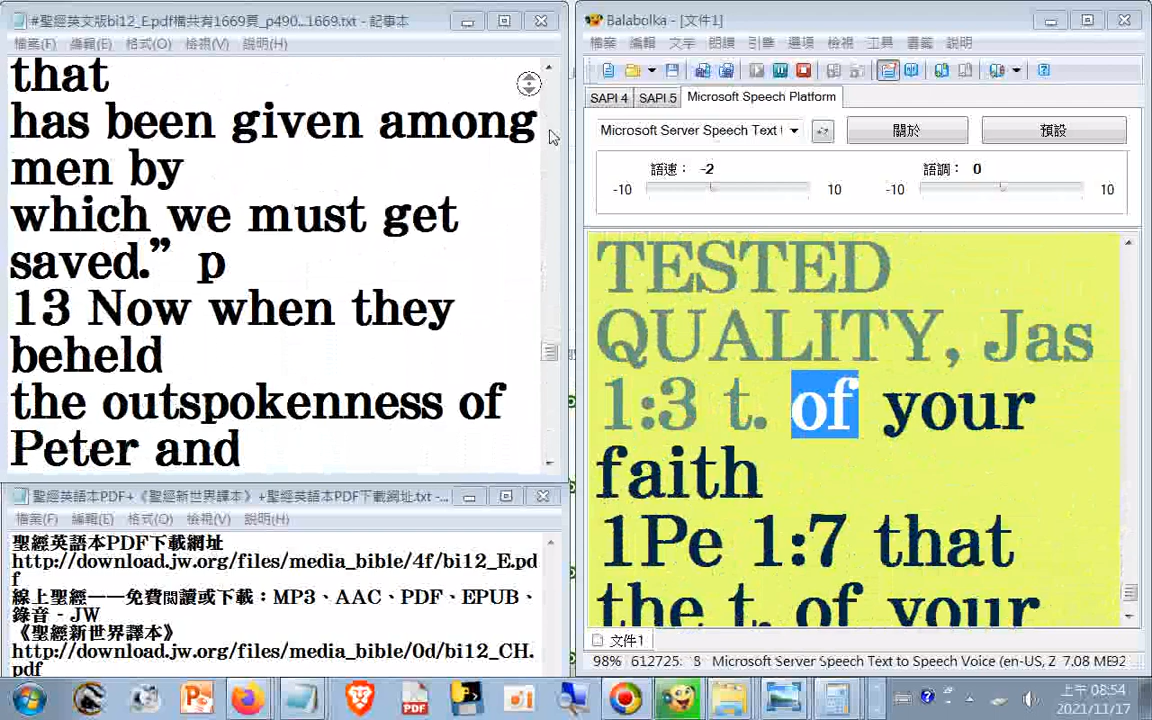 #聖經英文版bi12_E.pdf檔共有1669頁_p490...1669.txt - 記事本
檔案(F) 編輯(E) 格式(O) 檢視(V) 說明(H)
that
has been given among
men by
which we must get
saved.” p
13 Now when they
beheld
the outspokenness of
Peter and
聖經英語本PDF+《聖經新世界譯本》+聖經英語本PDF下載網址.txt -...
檔案(F) 編輯(E) 格式(O) 檢視(V) 說明(H)
聖經英語本PDF下載網址
http://download.jw.org/files/media_bible/4f/bi12_E.pd
f
線上聖經——免費閱讀或下載：MP3、AAC、PDF、EPUB、
錄音 - JW
《聖經新世界譯本》
http://download.jw.org/files/media_bible/0d/bi12_CH.
pdf
Balabolka - [文件1]
檔案 編輯 文字 朗讀 引擎 選項 檢視 工具 書籤 說明
SAPI 4 SAPI 5 Microsoft Speech Platform
Microsoft Server Speech Text t 關於 預設
語速： -2 語調： 0
-10 10 -10 10
TESTED
QUALITY, Jas
1:3 t. of your
faith
1Pe 1:7 that
the t. of your
文件1
98% 612725: 8 Microsoft Server Speech Text to Speech Voice (en-US, Z 7.08 ME92
PDF
上午 08:54
2021/11/17